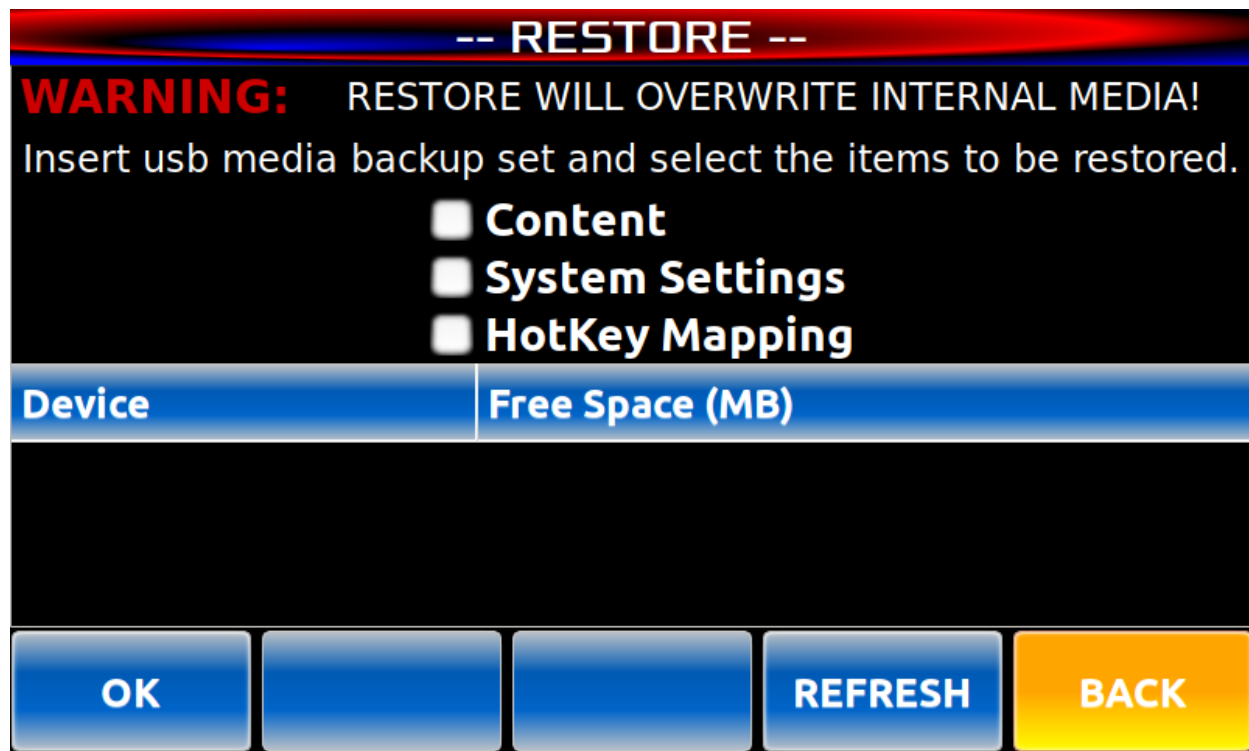 -- RESTORE --
WARNING: RESTORE WILL OVERWRITE INTERNAL MEDIA!
Insert usb media backup set and select the items to be restored.
Content
System Settings
HotKey Mapping
Device Free Space (MB)
OK REFRESH BACK